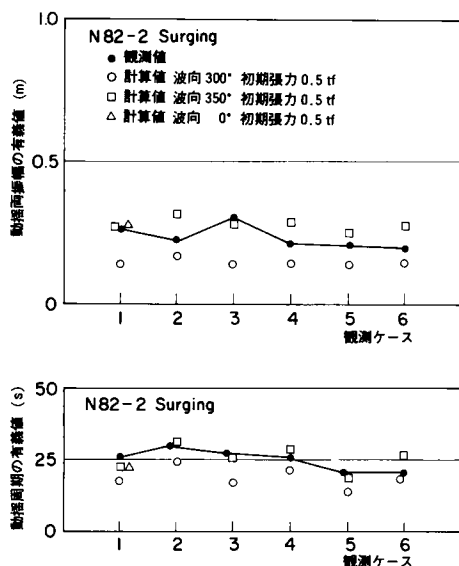 N82-2 Surging
● 観測値
○ 計算値 波向 300° 初期張力 0.5 tf
□ 計算値 波向 350° 初期張力 0.5 tf
△ 計算値 波向 0° 初期張力 0.5 tf
動揺両振幅の有義値 (m)
1.0
0.5
0
1 2 3 4 5 6
観測ケース
N82-2 Surging
動揺周期の有義値 (s)
50
25
0
1 2 3 4 5 6
観測ケース